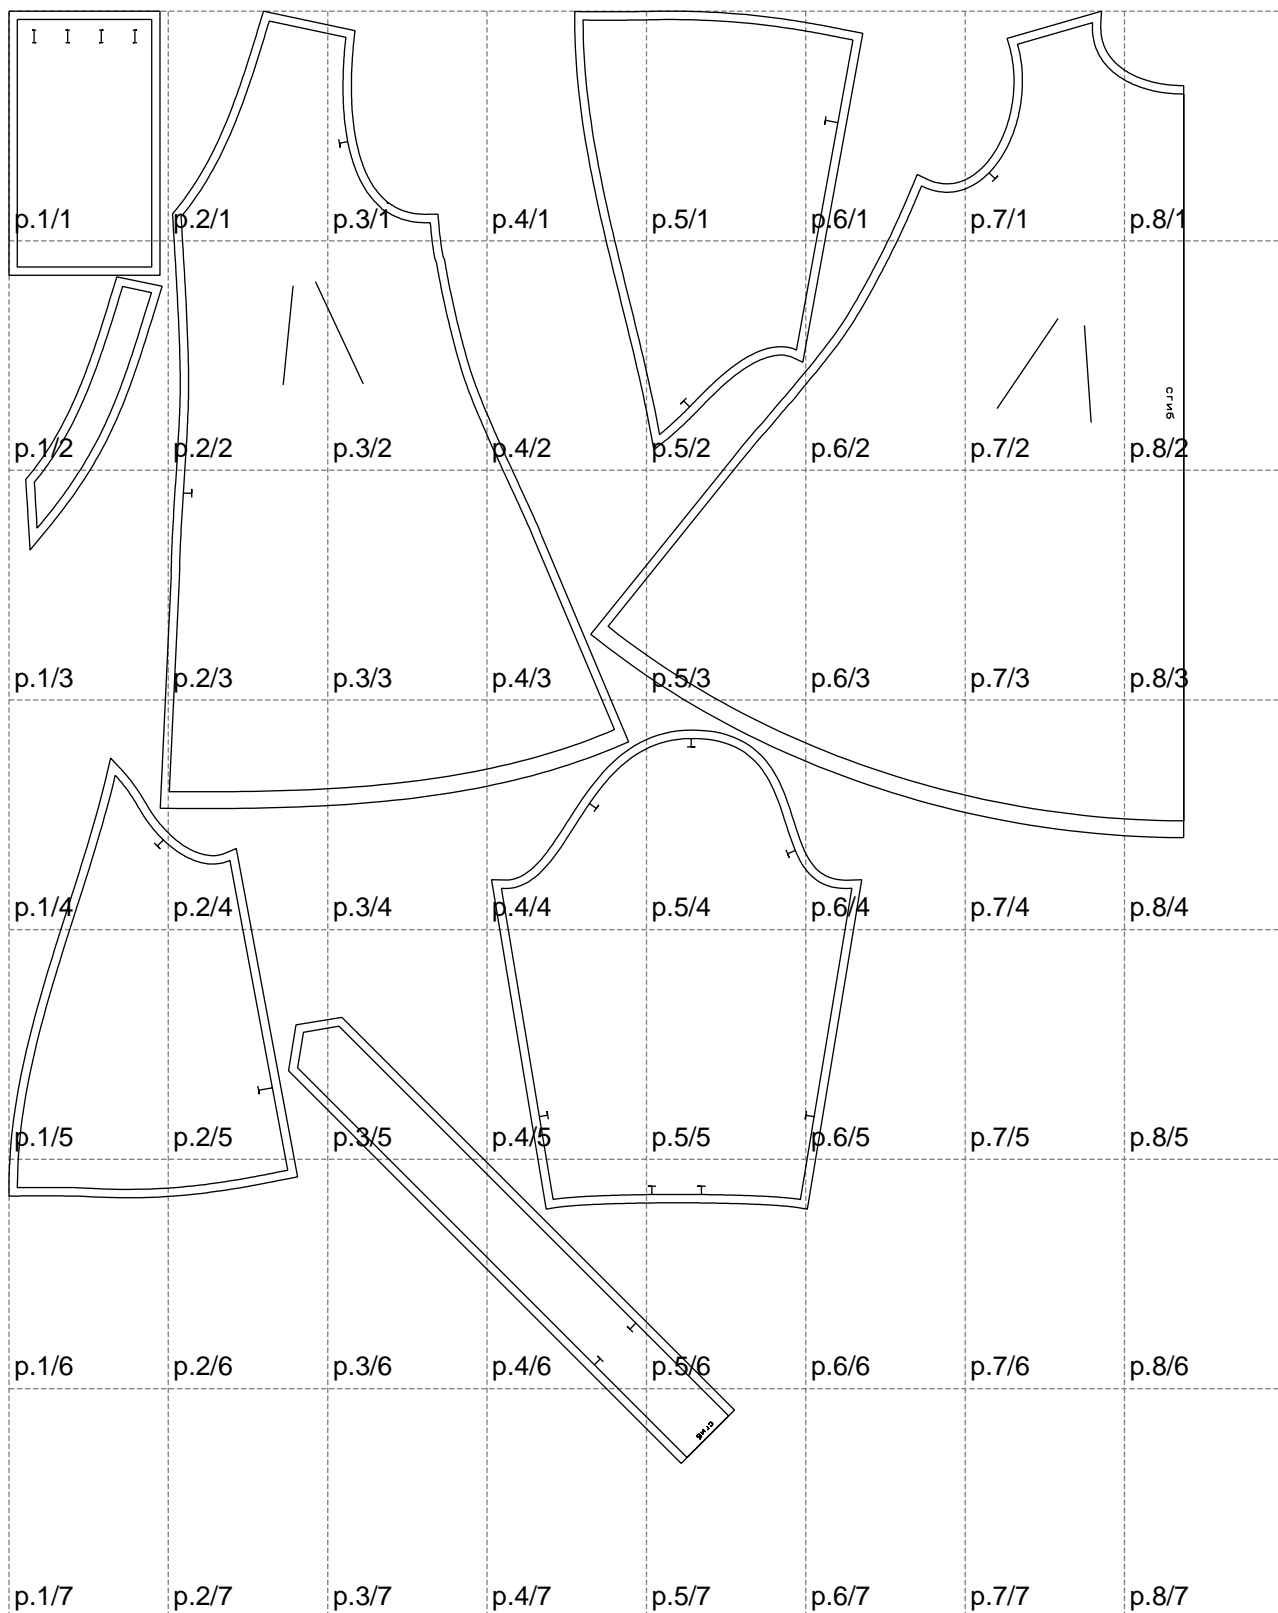 p.1/1 p.2/1 p.3/1 p.4/1 p.5/1 p.6/1 p.7/1 p.8/1
сгиб
p.1/2 p.2/2 p.3/2 p.4/2 p.5/2 p.6/2 p.7/2 p.8/2
p.1/3 p.2/3 p.3/3 p.4/3 p.5/3 p.6/3 p.7/3 p.8/3
p.1/4 p.2/4 p.3/4 p.4/4 p.5/4 p.6/4 p.7/4 p.8/4
p.1/5 p.2/5 p.3/5 p.4/5 p.5/5 p.6/5 p.7/5 p.8/5
p.1/6 p.2/6 p.3/6 p.4/6 p.5/6 p.6/6 p.7/6 p.8/6
сгиб
p.1/7 p.2/7 p.3/7 p.4/7 p.5/7 p.6/7 p.7/7 p.8/7